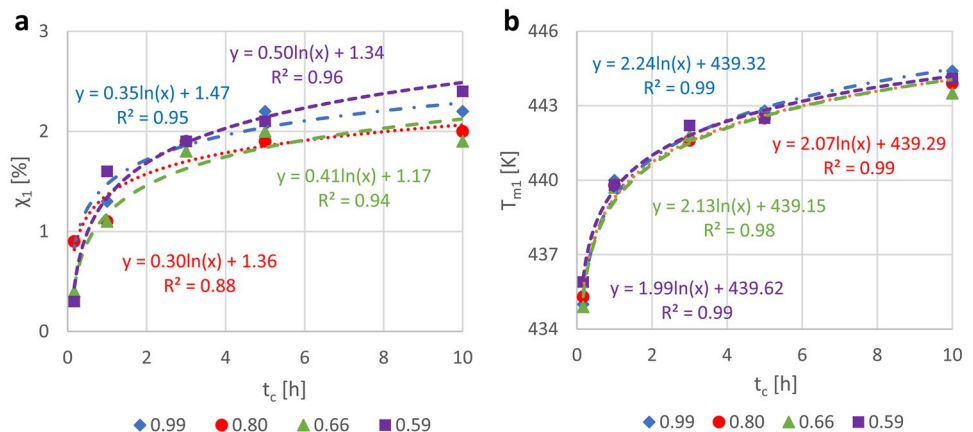 a
3
2
1
0
χ1 [%]
y = 0.50ln(x) + 1.34
R² = 0.96
y = 0.35ln(x) + 1.47
R² = 0.95
y = 0.41ln(x) + 1.17
R² = 0.94
y = 0.30ln(x) + 1.36
R² = 0.88
0 2 4 6 8 10
tc [h]
0.99 0.80 0.66 0.59
b
446
443
440
437
434
Tm1 [K]
y = 2.24ln(x) + 439.32
R² = 0.99
y = 2.07ln(x) + 439.29
R² = 0.99
y = 2.13ln(x) + 439.15
R² = 0.98
y = 1.99ln(x) + 439.62
R² = 0.99
0 2 4 6 8 10
tc [h]
0.99 0.80 0.66 0.59